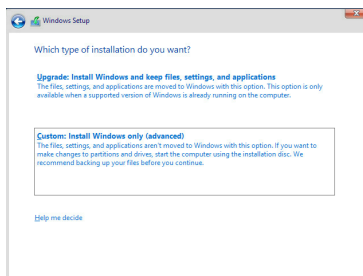 Windows Setup
Which type of installation do you want?
Upgrade: Install Windows and keep files, settings, and applications
The files, settings, and applications are moved to Windows with this option. This option is only
available when a supported version of Windows is already running on the computer.
Custom: Install Windows only (advanced)
The files, settings, and applications aren't moved to Windows with this option. If you want to
make changes to partitions and drives, start the computer using the installation disc. We
recommend backing up your files before you continue.
Help me decide